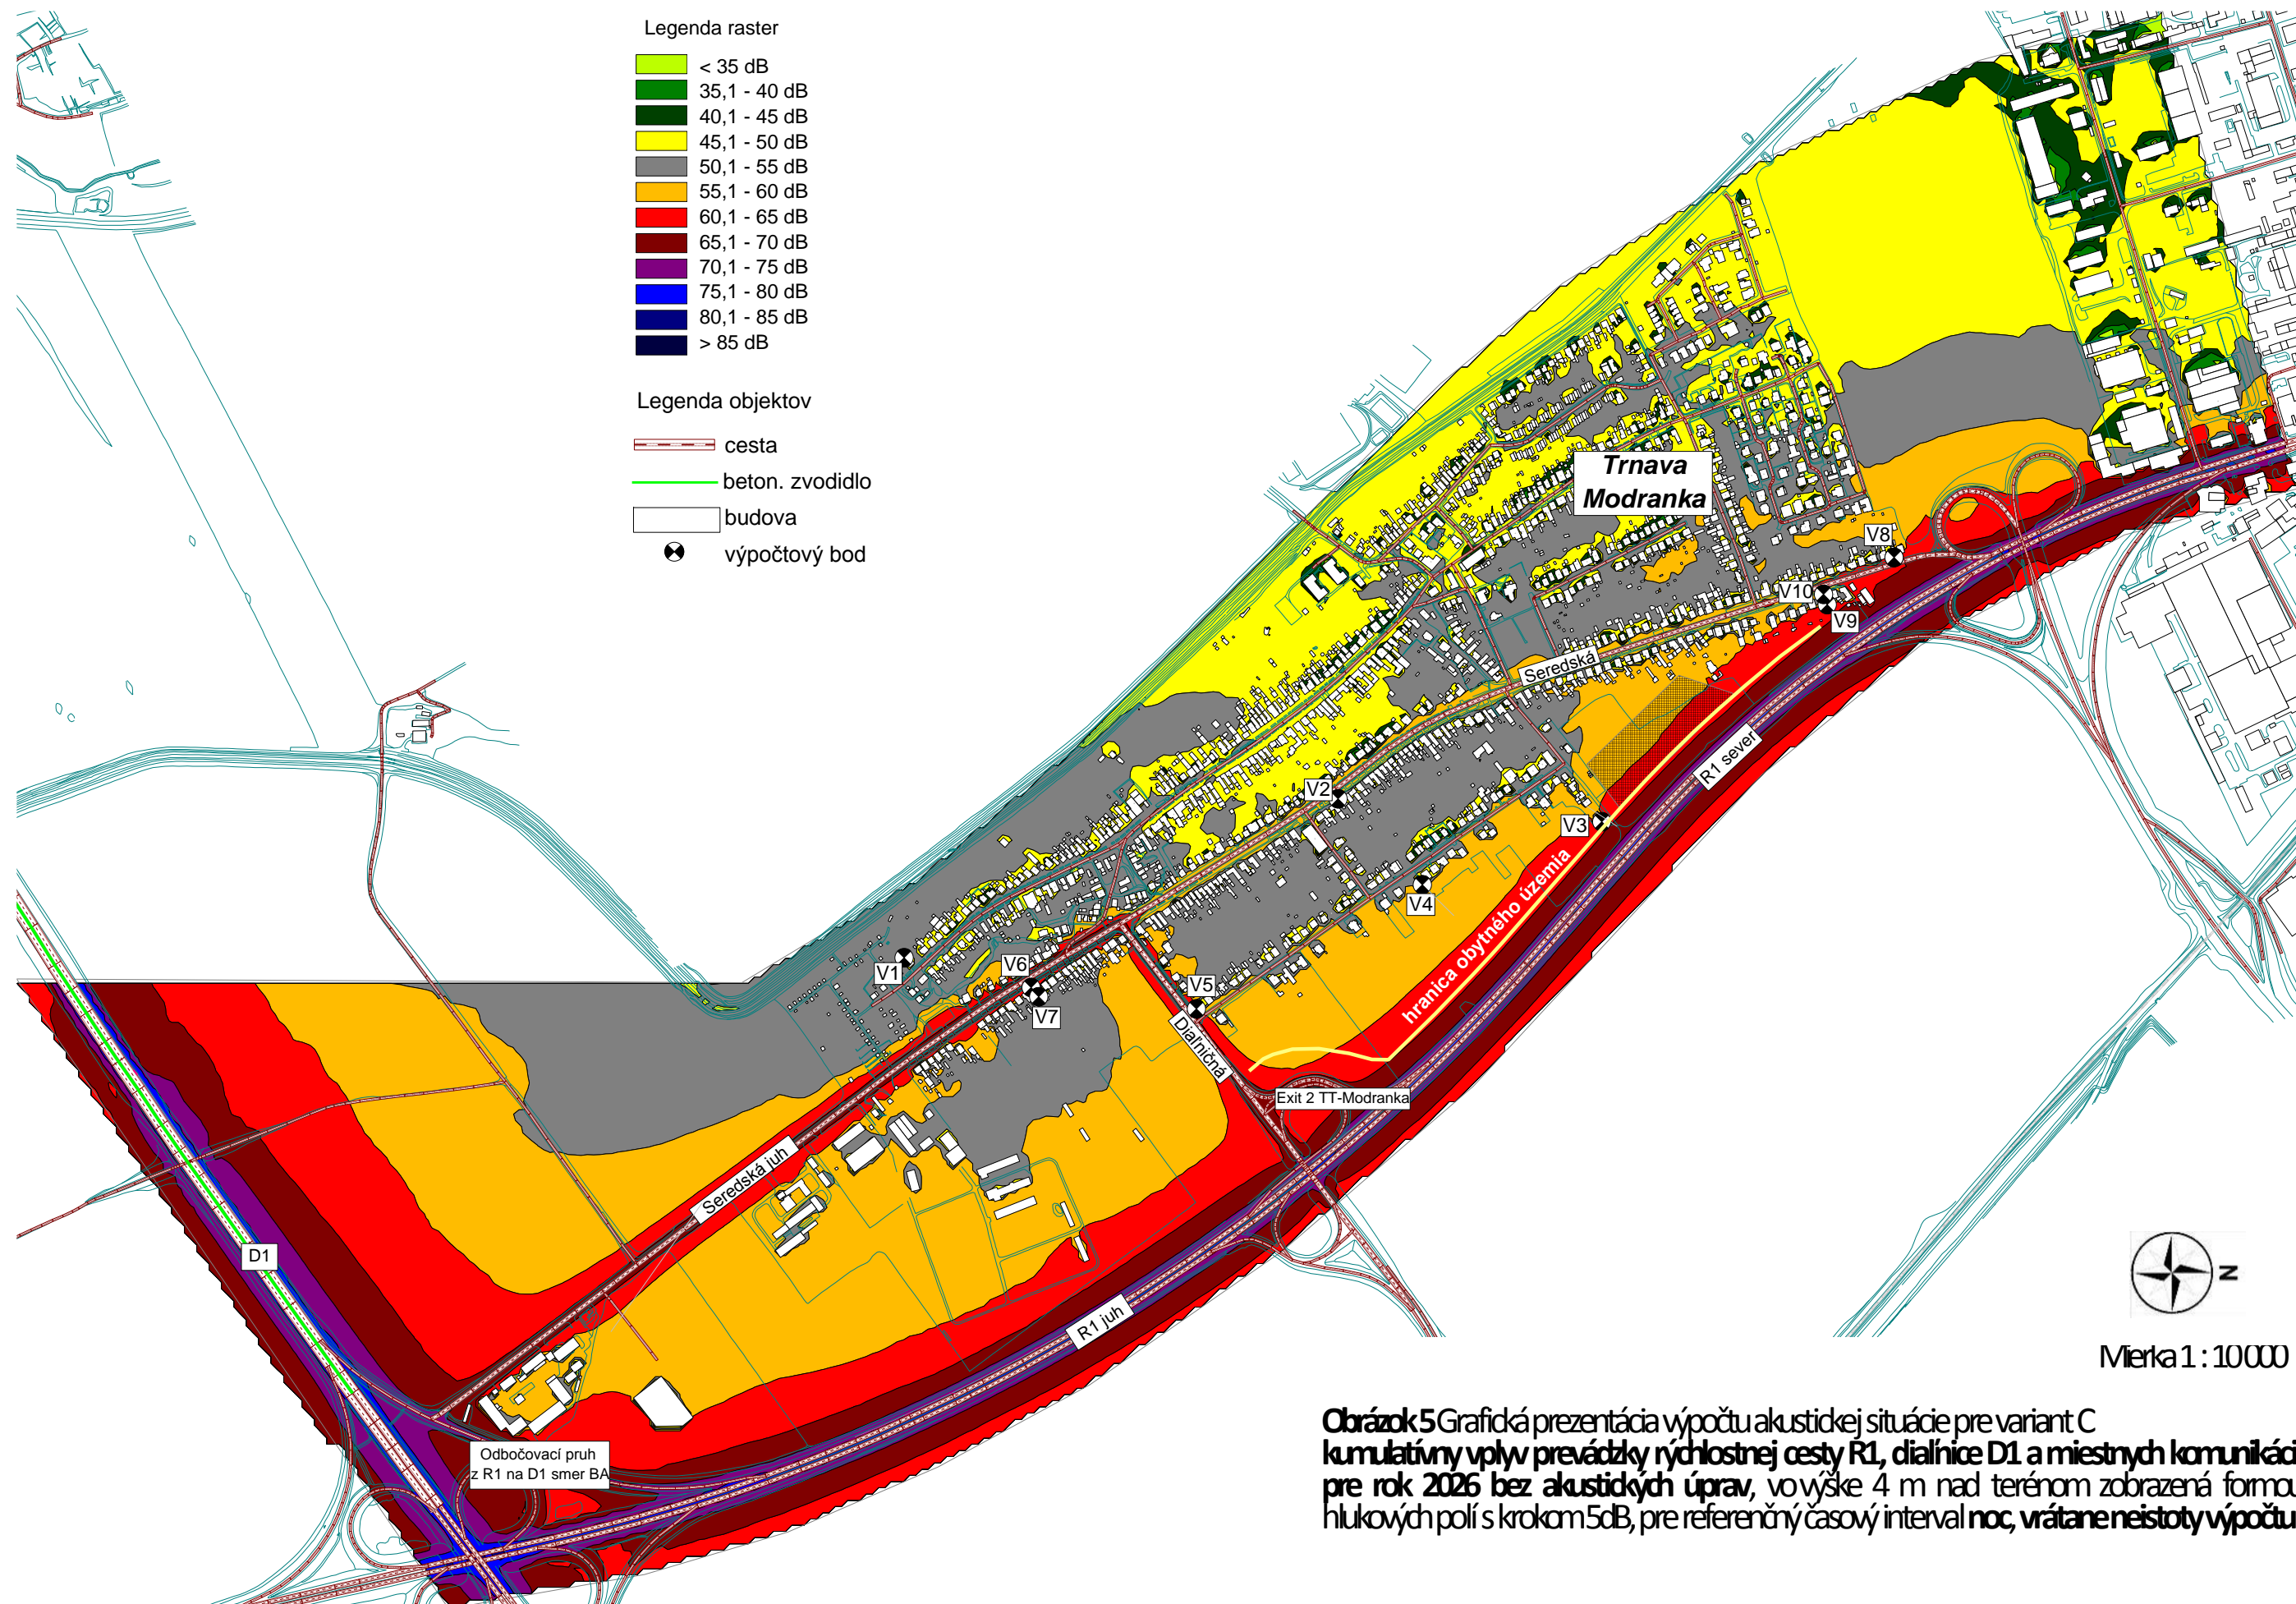 Legenda raster
< 35 dB
35,1 - 40 dB
40,1 - 45 dB
45,1 - 50 dB
50,1 - 55 dB
55,1 - 60 dB
60,1 - 65 dB
65,1 - 70 dB
70,1 - 75 dB
75,1 - 80 dB
80,1 - 85 dB
> 85 dB
Legenda objektov
cesta
beton. zvodidlo
budova
výpočtový bod
Trnava
Modranka
V8
V10
V9
Seredská
R1 sever
V2
V3
V4
hranica obytného územia
V1
V6
V7
V5
Diaľničná
Exit 2 TT-Modranka
Seredská juh
D1
R1 juh
Odbočovací pruh
z R1 na D1 smer BA
N
Mierka 1 : 10 000
Obrázok 5 Grafická prezentácia výpočtu akustickej situácie pre variant C
kumulatívny vplyv prevádzky rýchlostnej cesty R1, diaľnice D1 a miestnych komunikáci
pre rok 2026 bez akustických úprav, vo výške 4 m nad terénom zobrazená formou
hlukových polí s krokom 5dB, pre referenčný časový interval noc, vrátane neistoty výpočtu